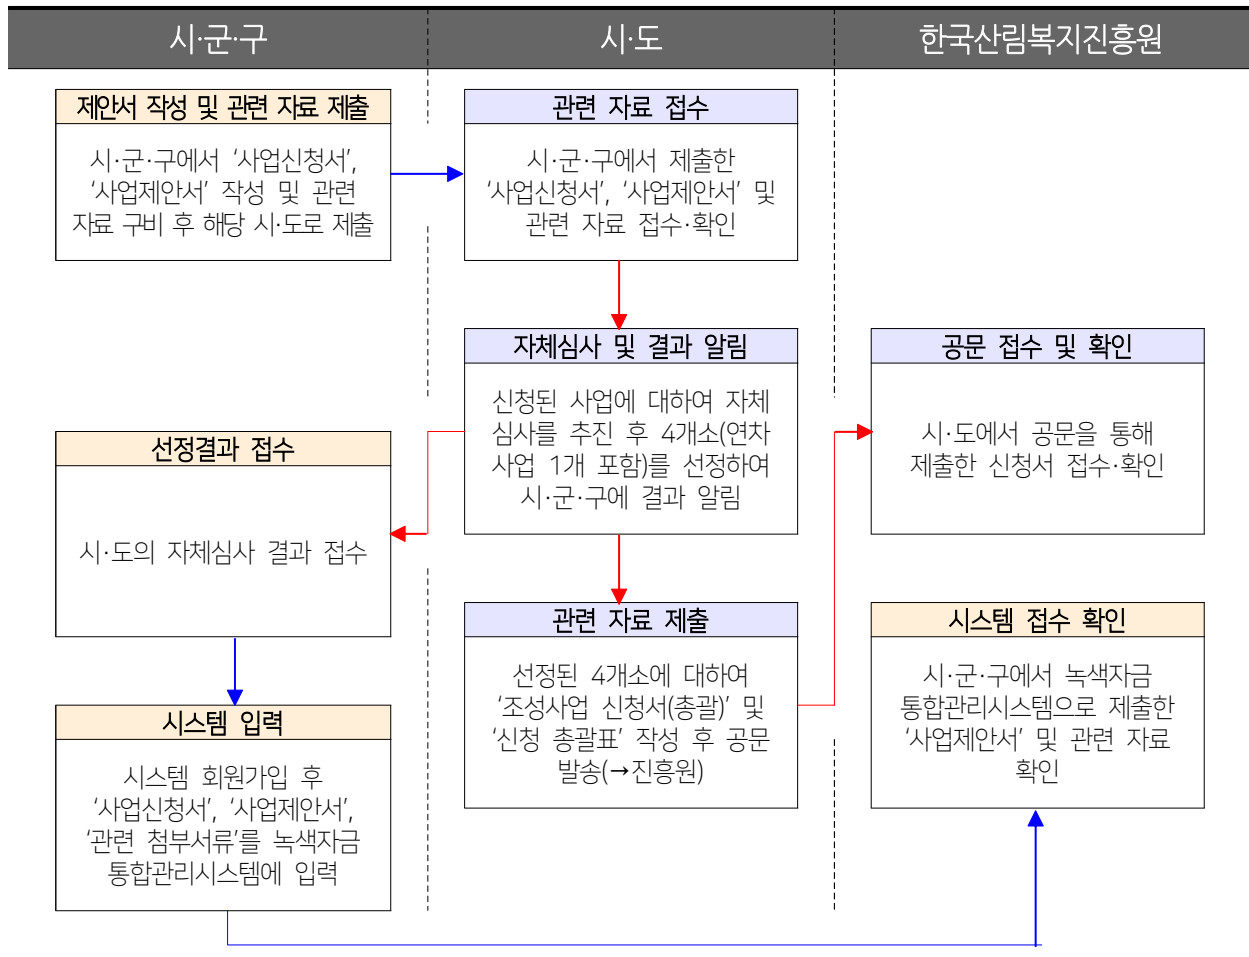 시·군·구
시·도
한국산림복지진흥원
제안서 작성 및 관련 자료 제출
시·군·구에서 ‘사업신청서’,
‘사업제안서’ 작성 및 관련
자료 구비 후 해당 시·도로 제출
관련 자료 접수
시·군·구에서 제출한
‘사업신청서’, ‘사업제안서’ 및
관련 자료 접수·확인
자체심사 및 결과 알림
신청된 사업에 대하여 자체
심사를 추진 후 4개소(연차
사업 1개 포함)를 선정하여
시·군·구에 결과 알림
공문 접수 및 확인
시·도에서 공문을 통해
제출한 신청서 접수·확인
선정결과 접수
시·도의 자체심사 결과 접수
관련 자료 제출
선정된 4개소에 대하여
‘조성사업 신청서(총괄)’ 및
‘신청 총괄표’ 작성 후 공문
발송(→진흥원)
시스템 접수 확인
시·군·구에서 녹색자금
통합관리시스템으로 제출한
‘사업제안서’ 및 관련 자료
확인
시스템 입력
시스템 회원가입 후
‘사업신청서’, ‘사업제안서’,
‘관련 첨부서류’를 녹색자금
통합관리시스템에 입력